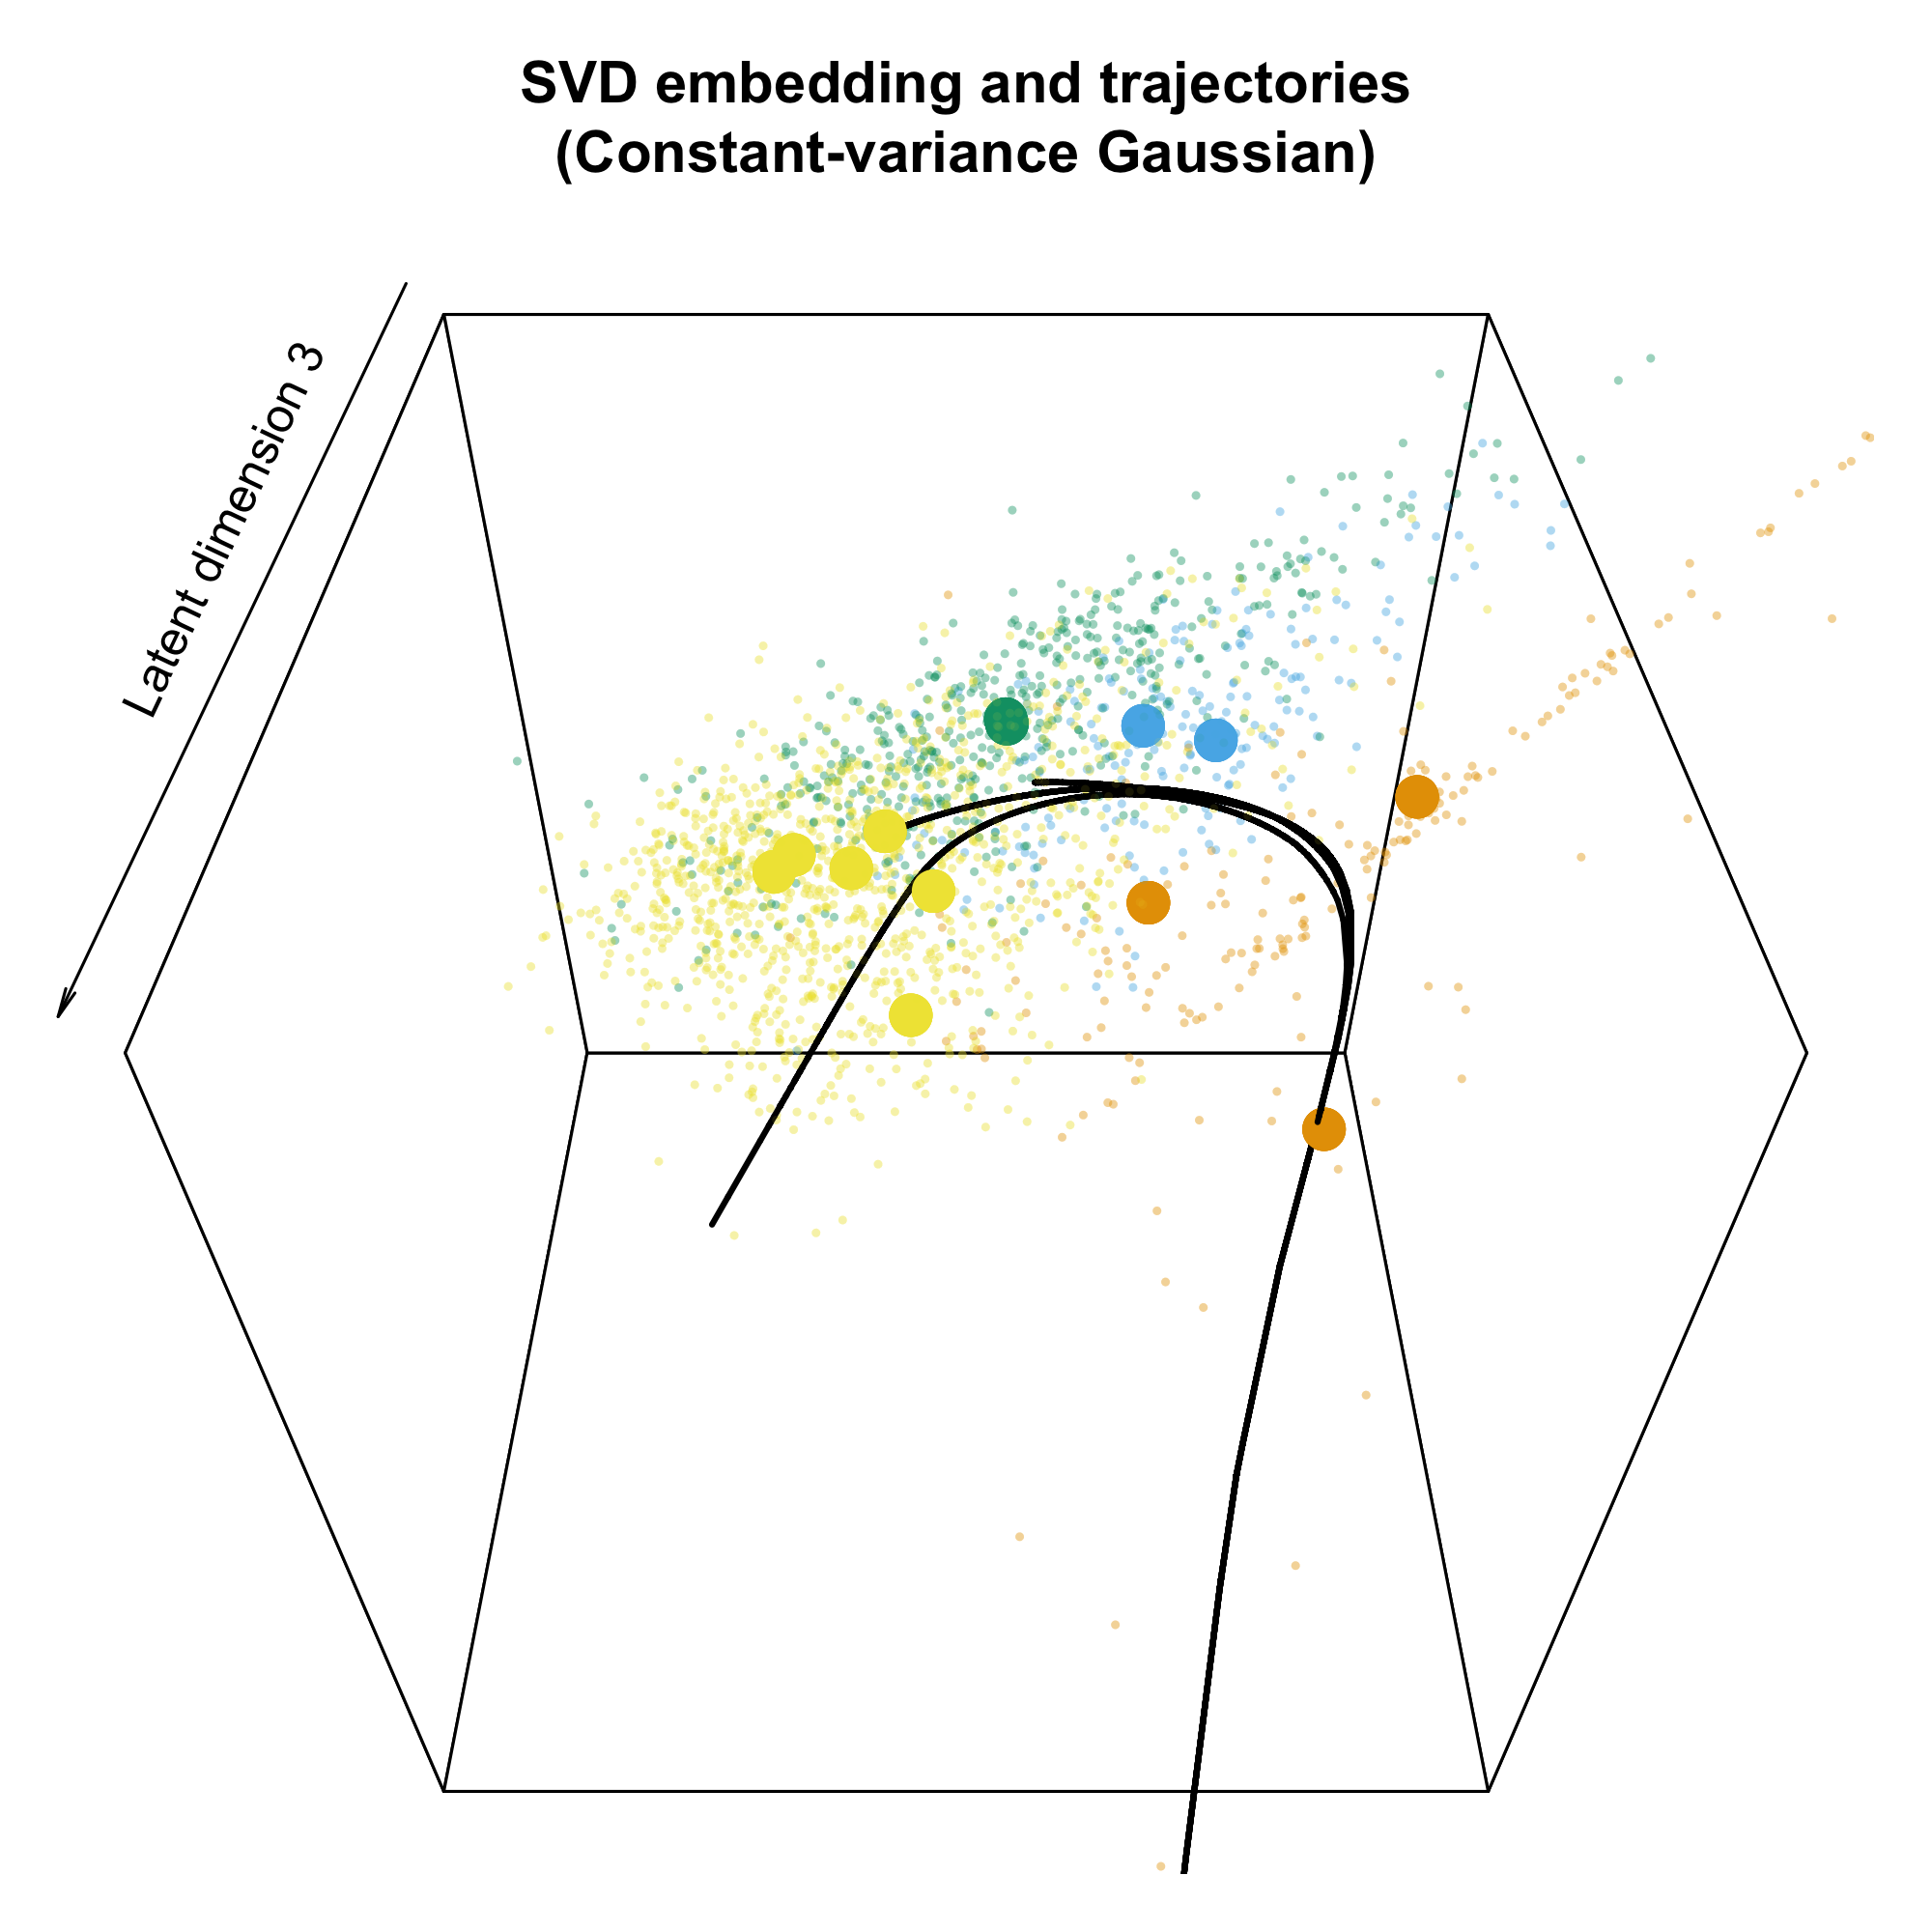 SVD embedding and trajectories
(Constant-variance Gaussian)
Latent dimension 3